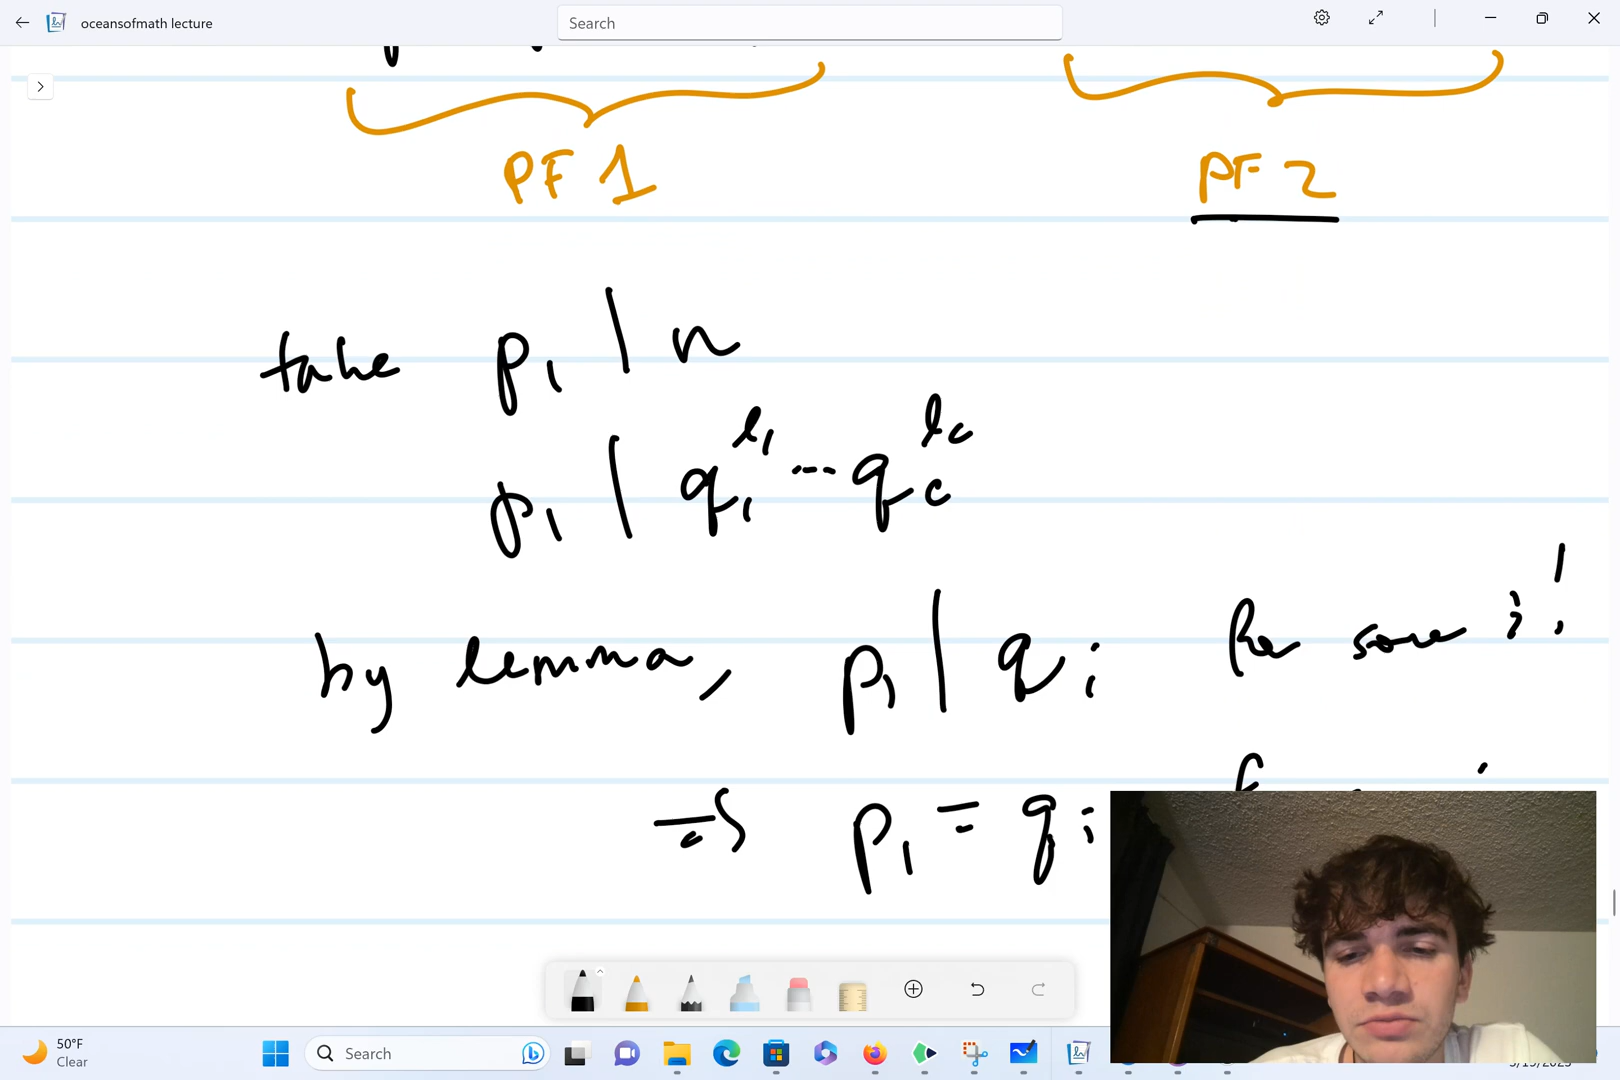 oceansofmath lecture
Search
PF 1
PF 2
take p₁ | n
p₁ | q₁^l₁ ... q_c^l_c
by lemma, p₁ | qᵢ for some i!
⇒ p₁ = qᵢ
50°F
Clear
Search